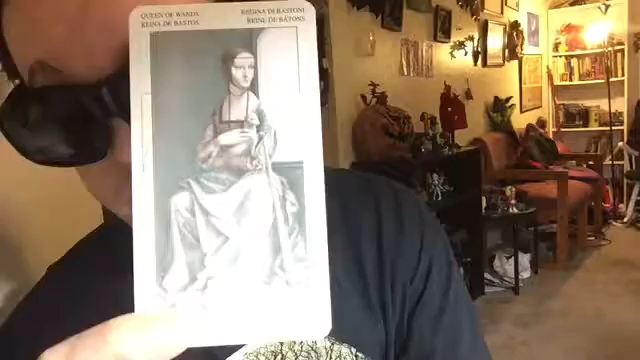 QUEEN OF WANDS
REINA DE BASTOS
REGINA DI BASTONI
REINE DE BÂTONS